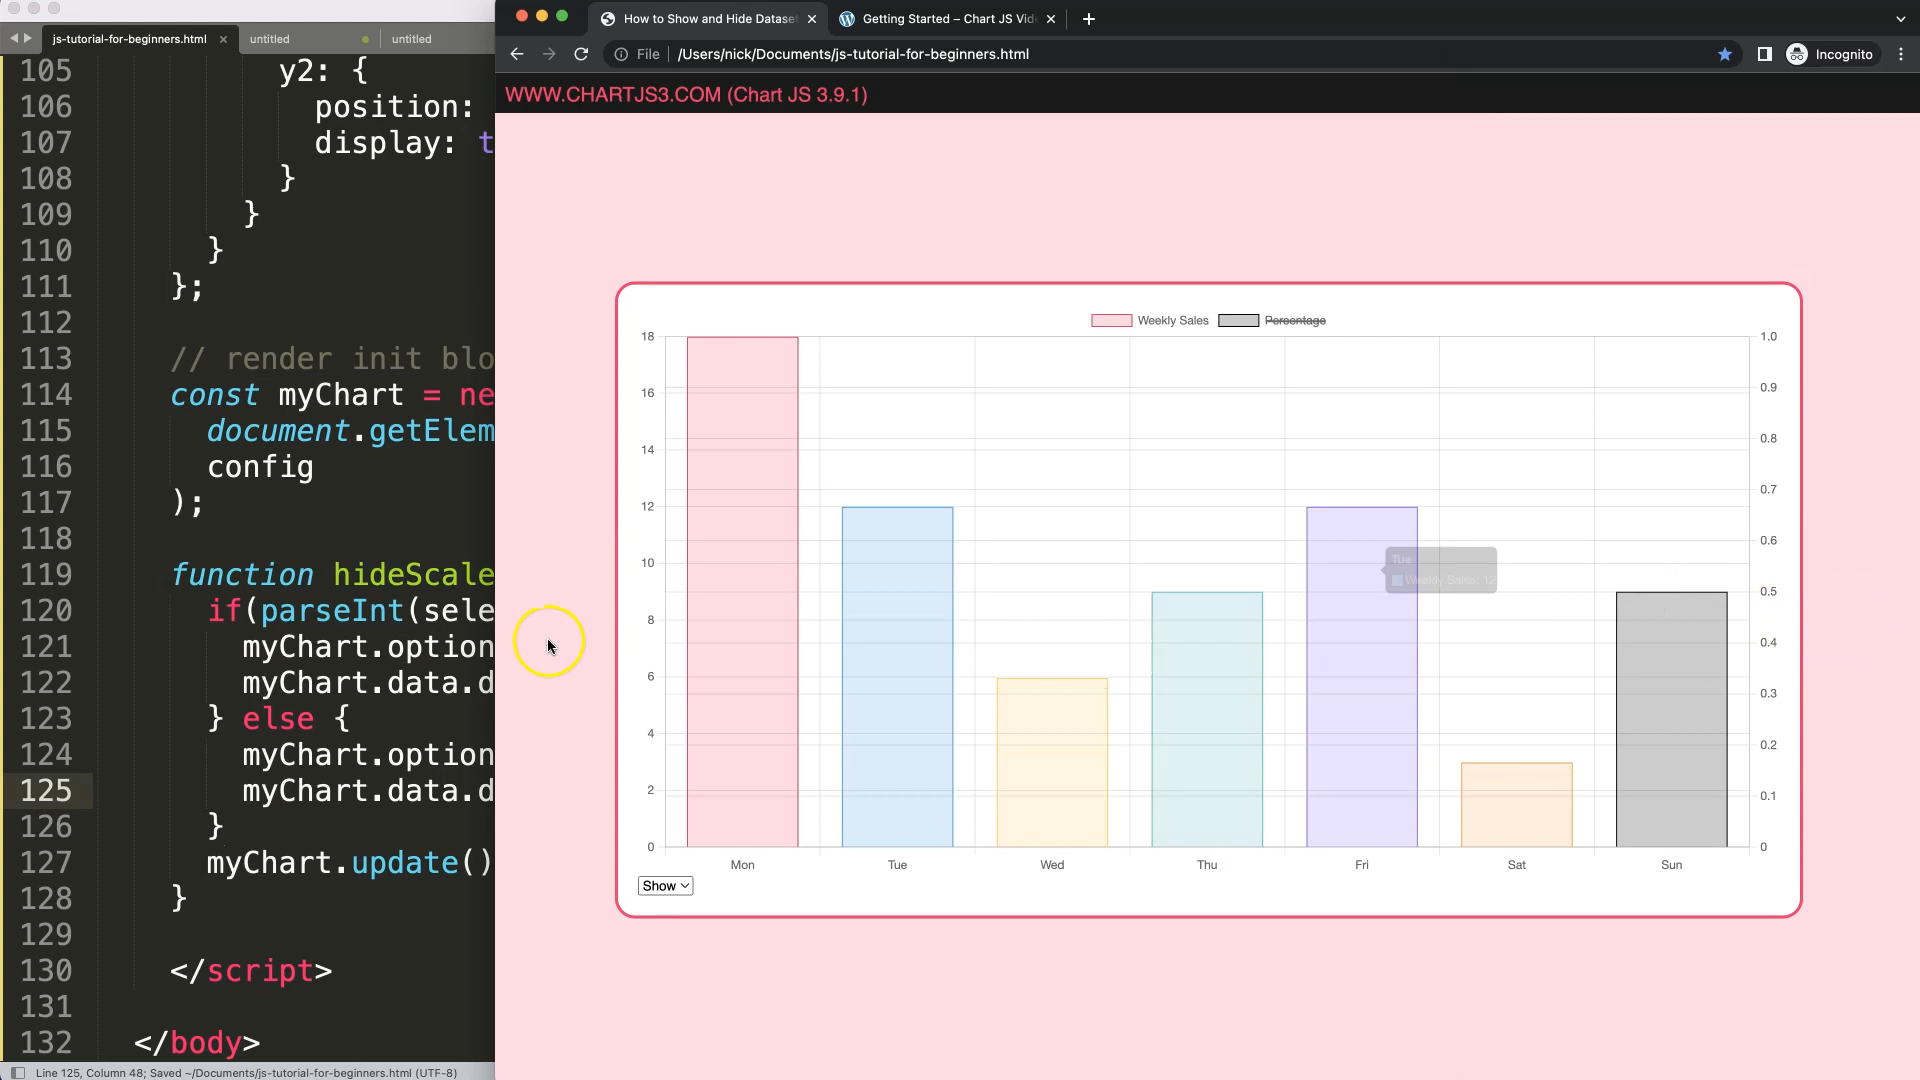 js-tutorial-for-beginners.html
untitled
untitled
105 y2: {
106 position:
107 display: t
108 }
109 }
110 }
111 };
112
113 // render init blo
114 const myChart = ne
115 document.getElem
116 config
117 );
118
119 function hideScale
120 if(parseInt(sele
121 myChart.option
122 myChart.data.d
123 } else {
124 myChart.option
125 myChart.data.d
126 }
127 myChart.update()
128 }
129
130 </script>
131
132 </body>
Line 125, Column 48; Saved ~/Documents/js-tutorial-for-beginners.html (UTF-8)
How to Show and Hide Dataset
Getting Started – Chart JS Vid
File /Users/nick/Documents/js-tutorial-for-beginners.html
Incognito
WWW.CHARTJS3.COM (Chart JS 3.9.1)
Weekly Sales Percentage
18 1.0
0.9
16
0.8
14
0.7
12
0.6
10
Tue
Weekly Sales: 12
0.5
8
0.4
6
0.3
4
0.2
2
0.1
0 0
Mon Tue Wed Thu Fri Sat Sun
Show